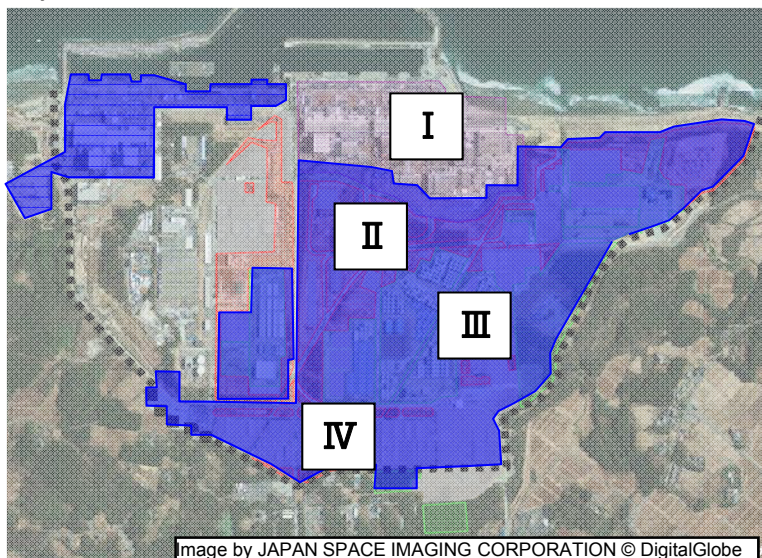 Ⅰ
Ⅱ
Ⅲ
Ⅳ
Image by JAPAN SPACE IMAGING CORPORATION © DigitalGlobe